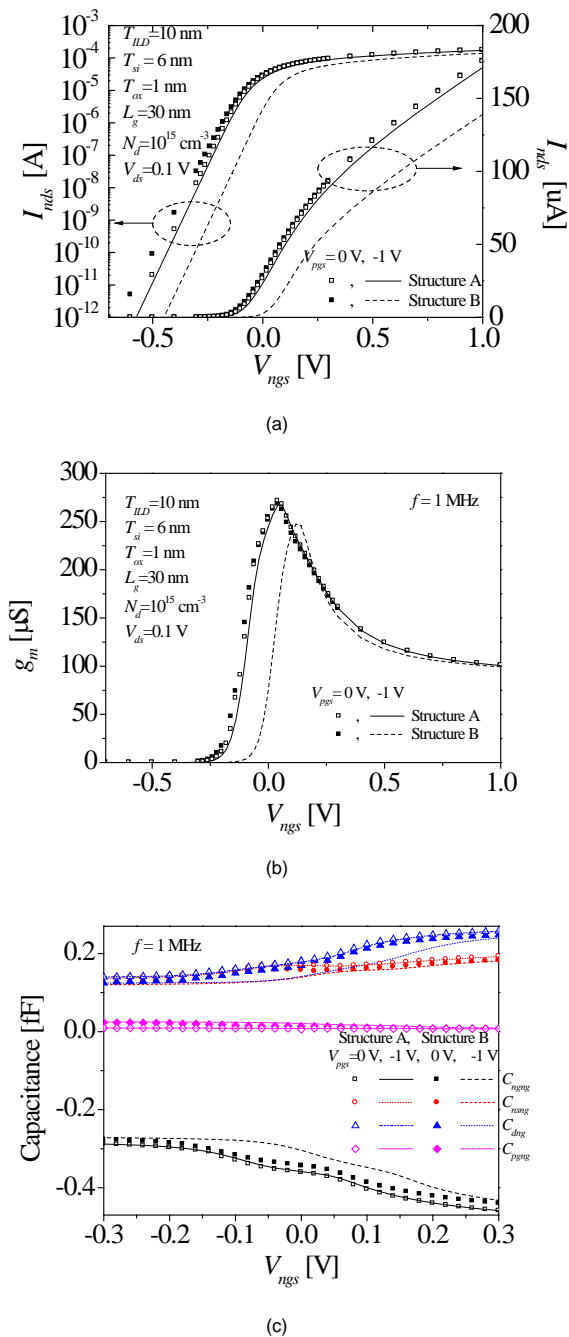 10⁻³
10⁻⁴
10⁻⁵
10⁻⁶
10⁻⁷
10⁻⁸
10⁻⁹
10⁻¹⁰
10⁻¹¹
10⁻¹²
I_nds [A]
T_ILD=10 nm
T_si = 6 nm
T_ox=1 nm
L_g=30 nm
N_d=10¹⁵ cm⁻³
V_ds=0.1 V
200
150
100
50
0
I_nds [uA]
V_pgs = 0 V, -1 V
, Structure A
, Structure B
-0.5 0.0 0.5 1.0
V_ngs [V]
(a)
300
250
200
150
100
50
0
g_m [µS]
T_ILD=10 nm
T_si = 6 nm
T_ox=1 nm
L_g=30 nm
N_d=10¹⁵ cm⁻³
V_ds=0.1 V
f = 1 MHz
V_pgs = 0 V, -1 V
, Structure A
, Structure B
-0.5 0.0 0.5 1.0
V_ngs [V]
(b)
0.2
0.0
-0.2
-0.4
Capacitance [fF]
f = 1 MHz
Structure A, Structure B
V_pgs = 0 V, -1 V, 0 V, -1 V
C_ngng
C_nsng
C_dng
C_pgng
-0.3 -0.2 -0.1 0.0 0.1 0.2 0.3
V_ngs [V]
(c)